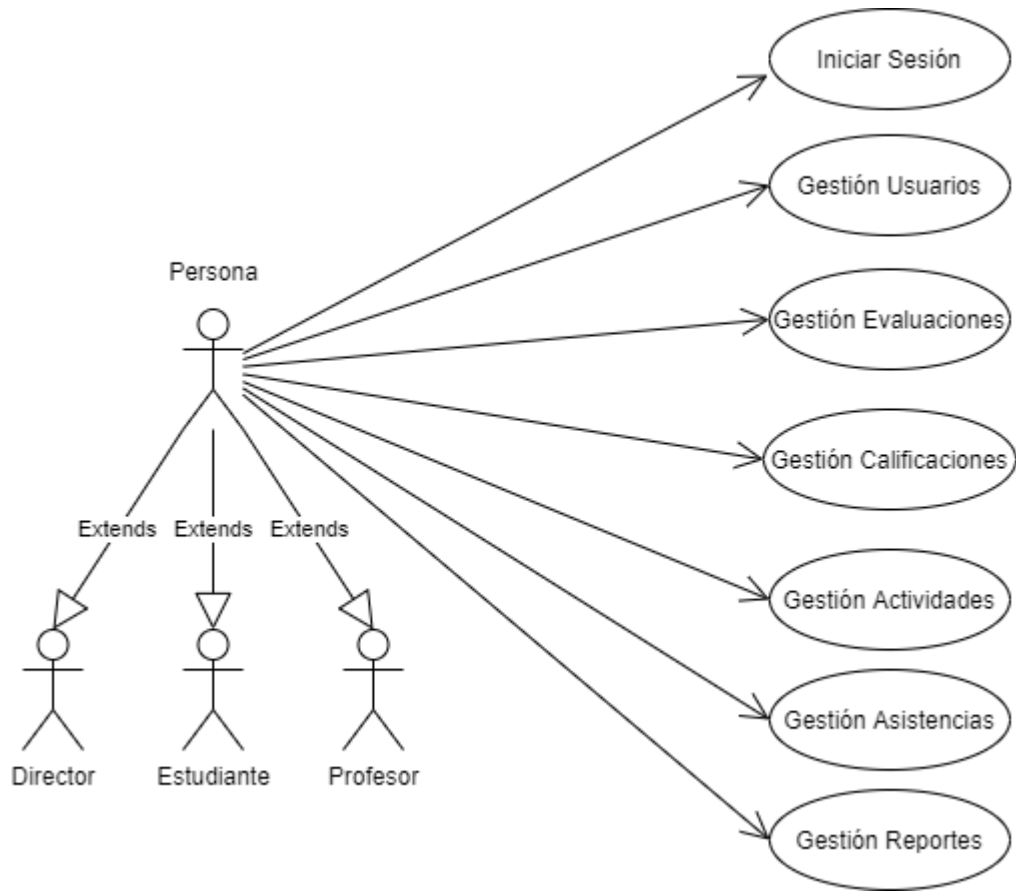 Iniciar Sesión
Gestión Usuarios
Persona
Gestión Evaluaciones
Gestión Calificaciones
Extends
Extends
Extends
Gestión Actividades
Gestión Asistencias
Director
Estudiante
Profesor
Gestión Reportes